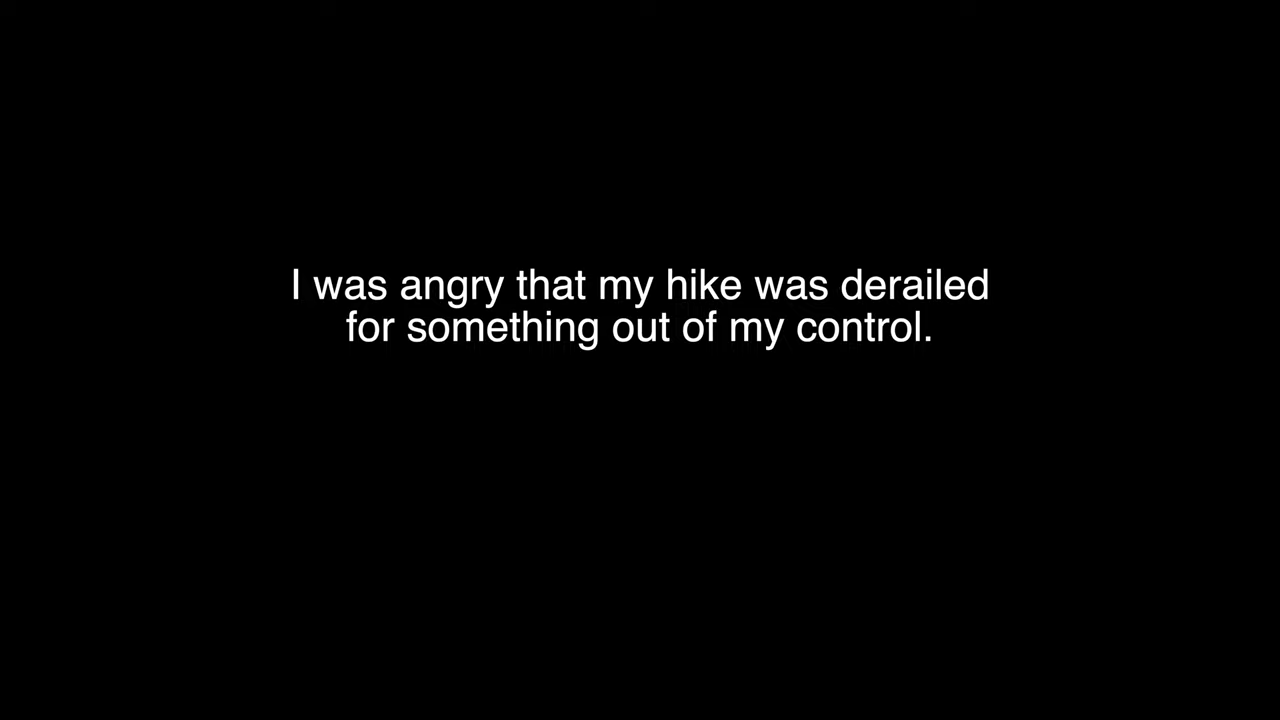 I was angry that my hike was derailed
for something out of my control.